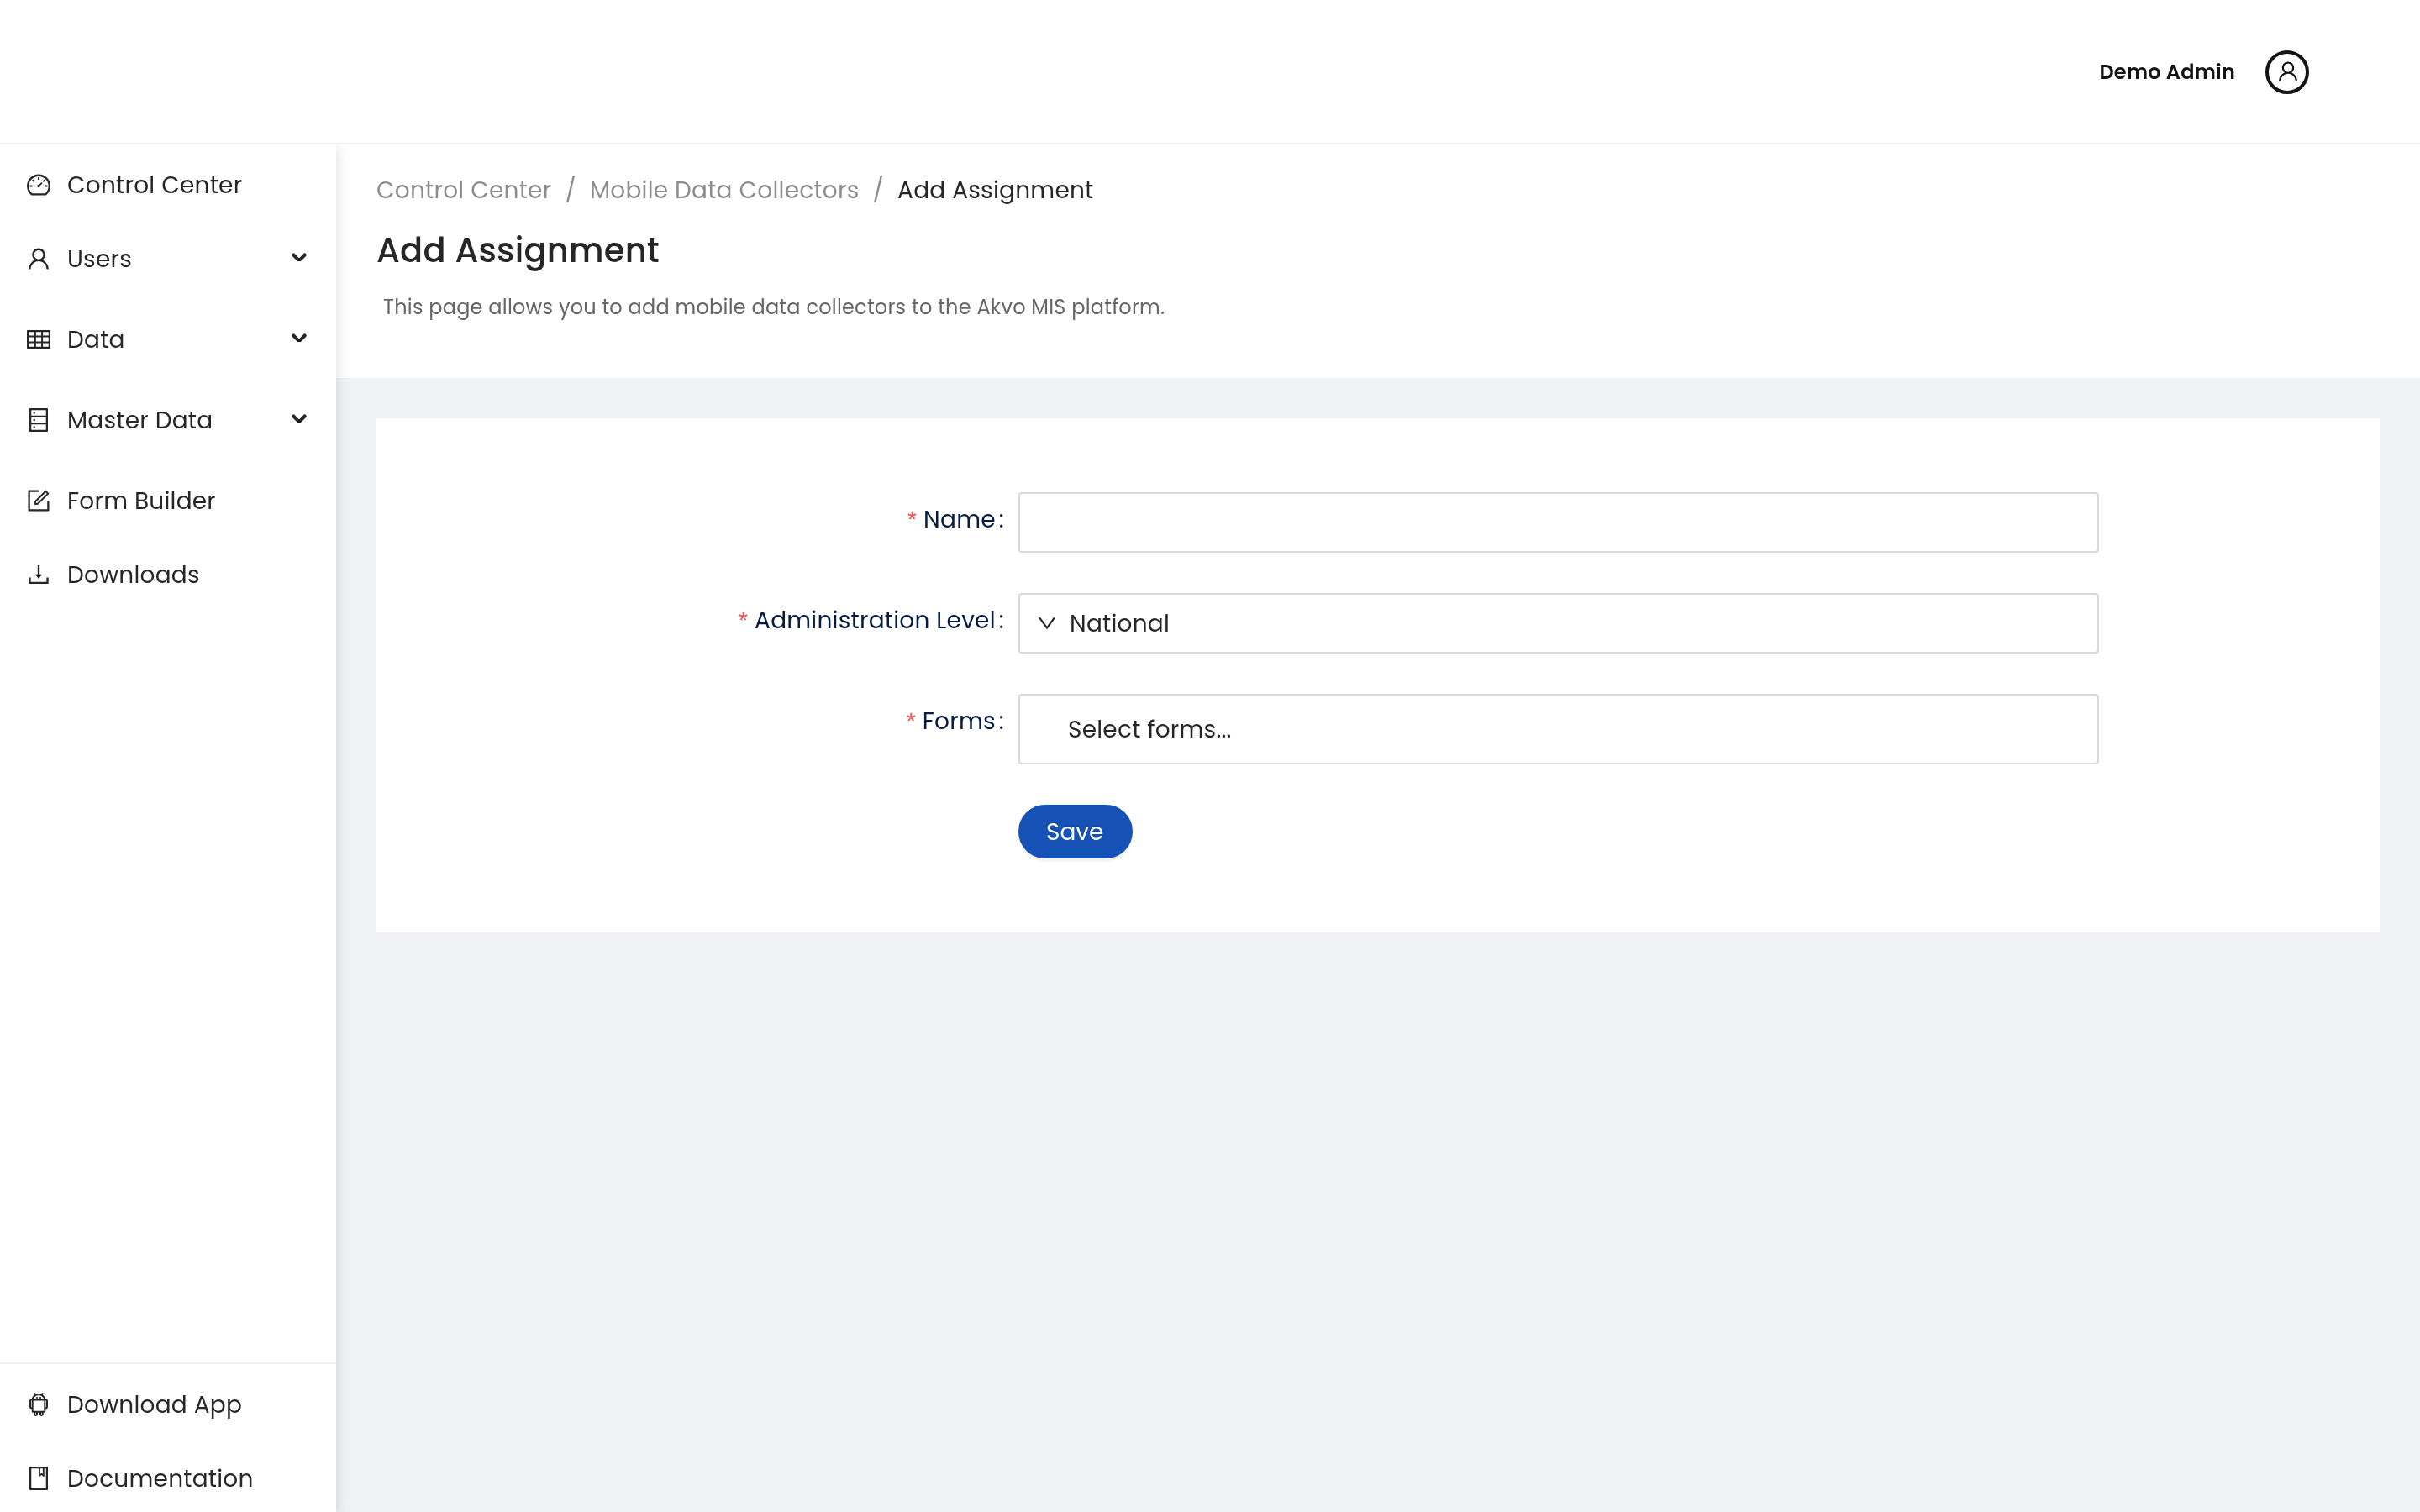 Demo Admin
Control Center
Users
Data
Master Data
Form Builder
Downloads
Download App
Documentation
Control Center / Mobile Data Collectors / Add Assignment
Add Assignment
This page allows you to add mobile data collectors to the Akvo MIS platform.
* Name:
* Administration Level: National
* Forms: Select forms...
Save